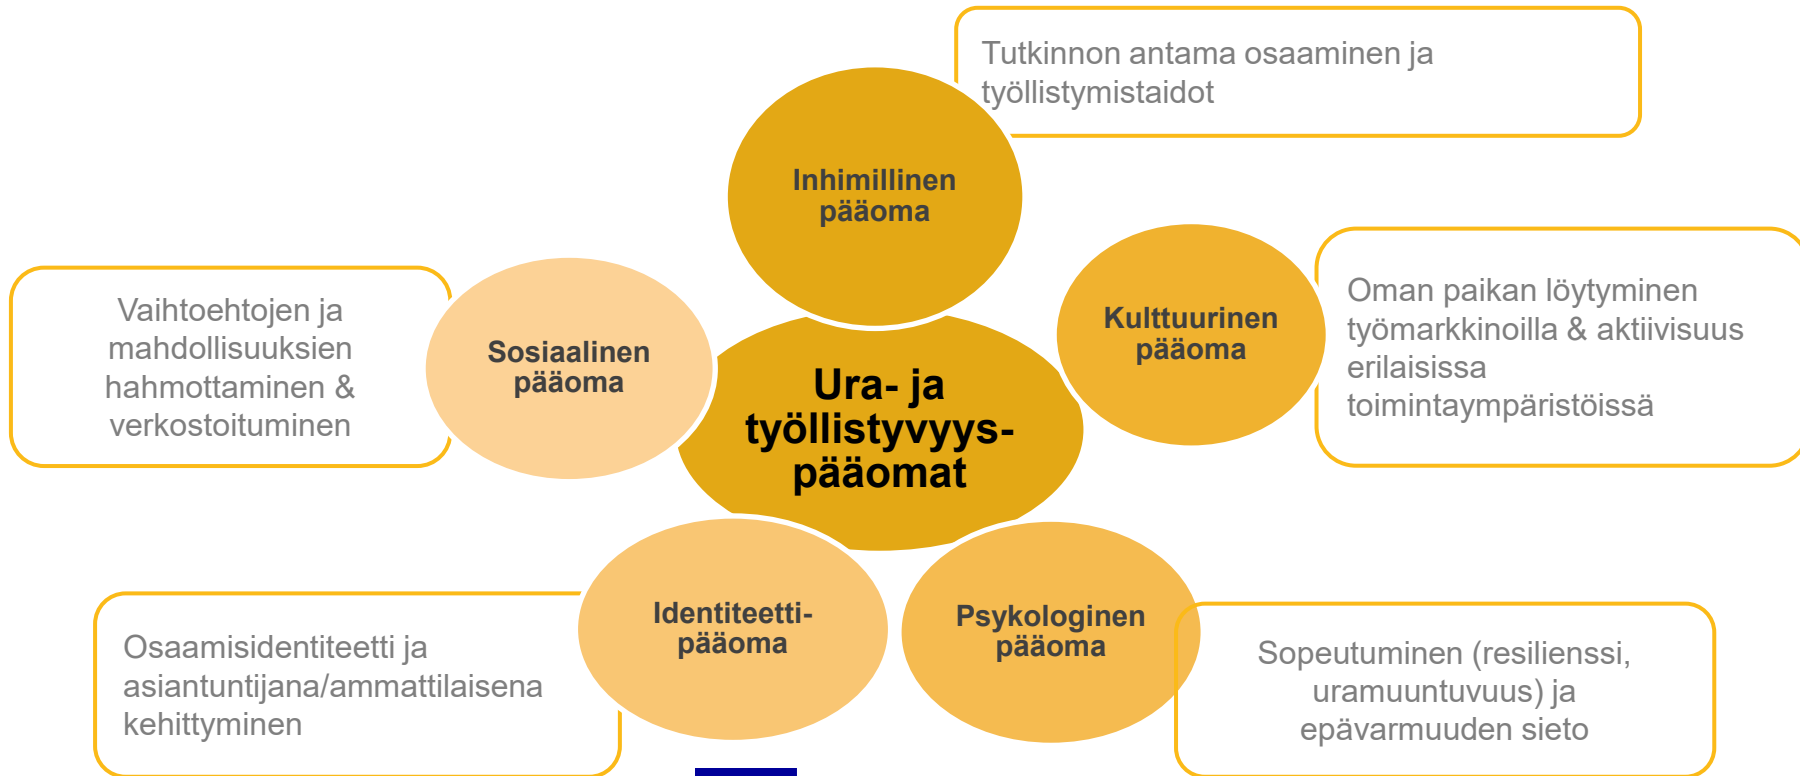 Tutkinnon antama osaaminen ja
työllistymistaidot
Inhimillinen
pääoma
Kulttuurinen
pääoma
Oman paikan löytyminen
työmarkkinoilla & aktiivisuus
erilaisissa
toimintaympäristöissä
Vaihtoehtojen ja
mahdollisuuksien
hahmottaminen &
verkostoituminen
Sosiaalinen
pääoma
Ura- ja
työllistyvyys-
pääomat
Identiteetti-
pääoma
Osaamisidentiteetti ja
asiantuntijana/ammattilaisena
kehittyminen
Psykologinen
pääoma
Sopeutuminen (resilienssi,
uramuuntuvuus) ja
epävarmuuden sieto